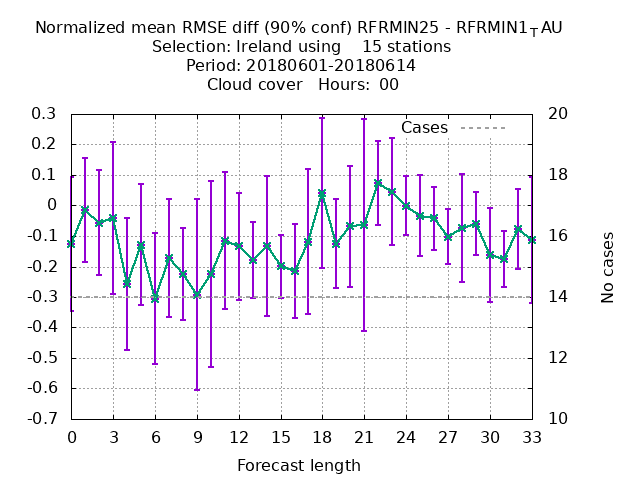 Normalized mean RMSE diff (90% conf) RFRMIN25 - RFRMIN1TAU
Selection: Ireland using 15 stations
Period: 20180601-20180614
Cloud cover Hours: 00
Cases
0.3
0.2
0.1
0
-0.1
-0.2
-0.3
-0.4
-0.5
-0.6
-0.7
20
18
16
14
12
10
No cases
0 3 6 9 12 15 18 21 24 27 30 33
Forecast length